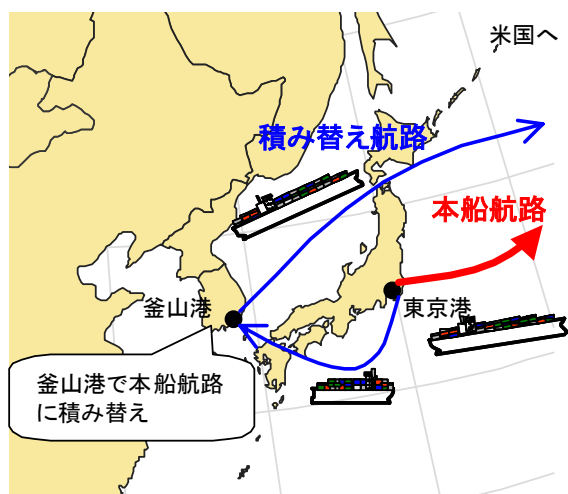 米国へ
積み替え航路
本船航路
釜山港
東京港
釜山港で本船航路
に積み替え